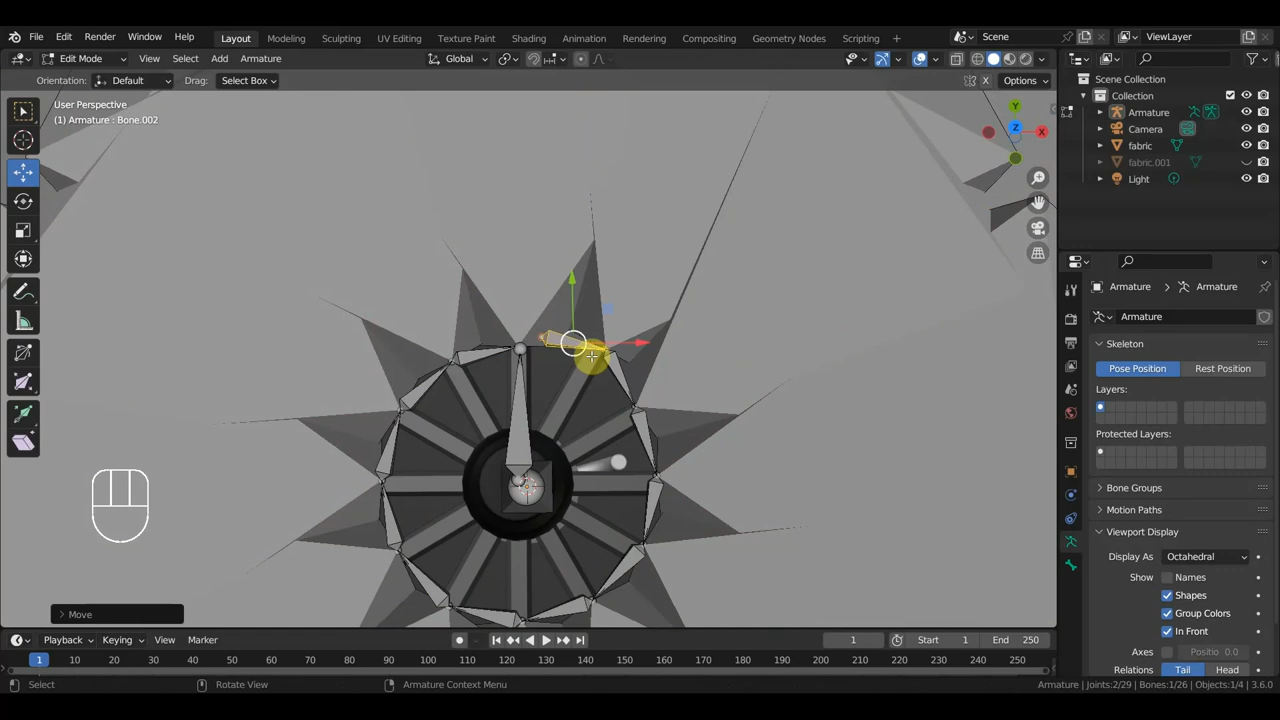 File Edit Render Window Help Layout Modeling Sculpting UV Editing Texture Paint Shading Animation Rendering Compositing Geometry Nodes Scripting + Scene ViewLayer
Edit Mode View Select Add Armature Global
Orientation: Default Drag: Select Box X Options
User Perspective
(1) Armature : Bone.002
Y
Z
X
Scene Collection
Collection
Armature
Camera
fabric
fabric.001
Light
Armature > Armature
Armature
Skeleton
Pose Position Rest Position
Layers:
Protected Layers:
Bone Groups
Motion Paths
Viewport Display
Display As Octahedral
Show Names
Shapes
Group Colors
In Front
Axes Positio 0.0
Relations Tail Head
Move
Playback Keying View Marker 1 Start 1 End 250
1 10 20 30 40 50 60 70 80 90 100 110 120 130 140 150 160 170 180 190 200 210 220 230 240 250
Select Rotate View Armature Context Menu Armature | Joints:2/29 | Bones:1/26 | Objects:1/4 | 3.6.0